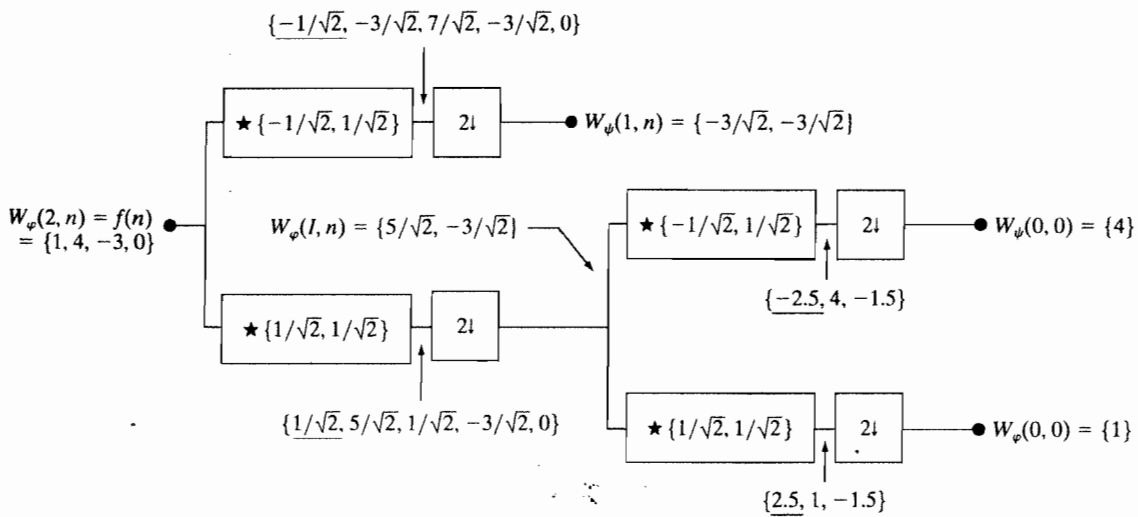 {−1/√2, −3/√2, 7/√2, −3/√2, 0}
★ {−1/√2, 1/√2}
2↓
W_ψ(1, n) = {−3/√2, −3/√2}
W_φ(2, n) = f(n)
= {1, 4, −3, 0}
W_φ(I, n) = {5/√2, −3/√2}
★ {−1/√2, 1/√2}
2↓
W_ψ(0, 0) = {4}
{−2.5, 4, −1.5}
★ {1/√2, 1/√2}
2↓
{1/√2, 5/√2, 1/√2, −3/√2, 0}
★ {1/√2, 1/√2}
2↓
W_φ(0, 0) = {1}
{2.5, 1, −1.5}